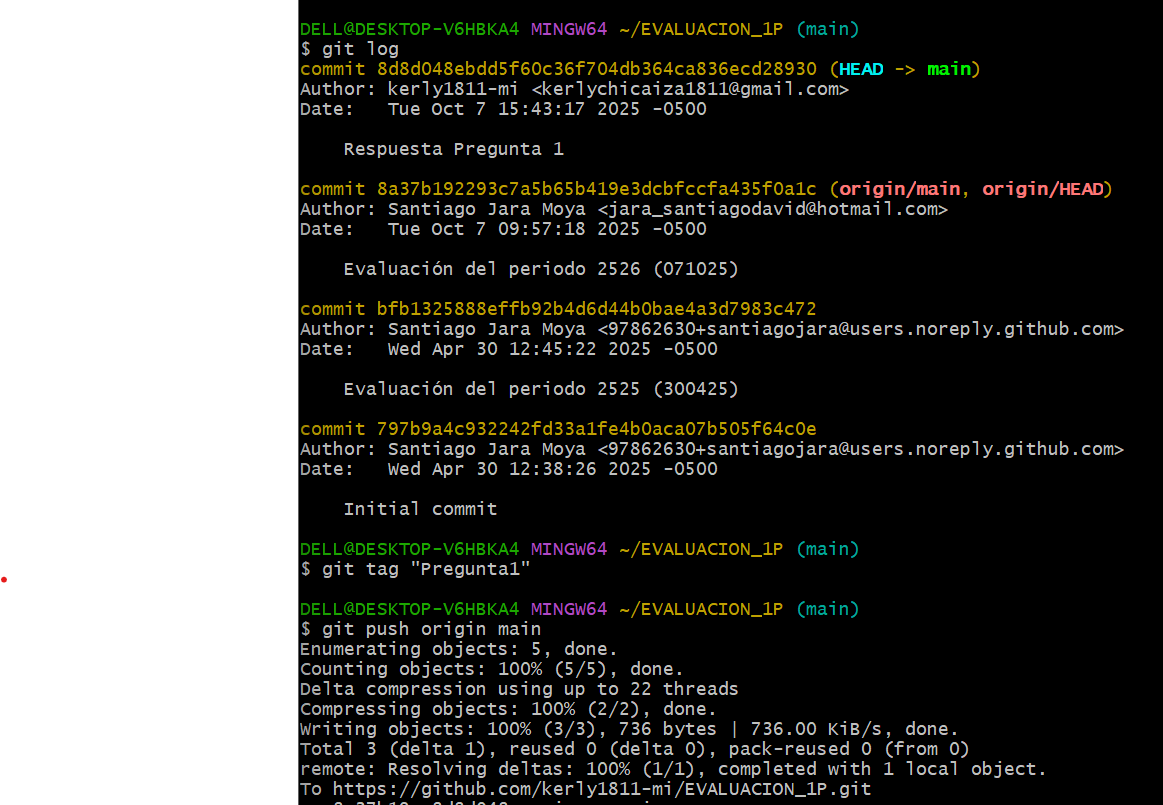 DELL@DESKTOP-V6HBKA4 MINGW64 ~/EVALUACION_1P (main)
$ git log
commit 8d8d048ebdd5f60c36f704db364ca836ecd28930 (HEAD -> main)
Author: kerly1811-mi <kerlychicaiza1811@gmail.com>
Date:   Tue Oct 7 15:43:17 2025 -0500
    Respuesta Pregunta 1
commit 8a37b192293c7a5b65b419e3dcbfccfa435f0a1c (origin/main, origin/HEAD)
Author: Santiago Jara Moya <jara_santiagodavid@hotmail.com>
Date:   Tue Oct 7 09:57:18 2025 -0500
    Evaluación del periodo 2526 (071025)
commit bfb1325888effb92b4d6d44b0bae4a3d7983c472
Author: Santiago Jara Moya <97862630+santiagojara@users.noreply.github.com>
Date:   Wed Apr 30 12:45:22 2025 -0500
    Evaluación del periodo 2525 (300425)
commit 797b9a4c932242fd33a1fe4b0aca07b505f64c0e
Author: Santiago Jara Moya <97862630+santiagojara@users.noreply.github.com>
Date:   Wed Apr 30 12:38:26 2025 -0500
    Initial commit
DELL@DESKTOP-V6HBKA4 MINGW64 ~/EVALUACION_1P (main)
$ git tag "Pregunta1"
DELL@DESKTOP-V6HBKA4 MINGW64 ~/EVALUACION_1P (main)
$ git push origin main
Enumerating objects: 5, done.
Counting objects: 100% (5/5), done.
Delta compression using up to 22 threads
Compressing objects: 100% (2/2), done.
Writing objects: 100% (3/3), 736 bytes | 736.00 KiB/s, done.
Total 3 (delta 1), reused 0 (delta 0), pack-reused 0 (from 0)
remote: Resolving deltas: 100% (1/1), completed with 1 local object.
To https://github.com/kerly1811-mi/EVALUACION_1P.git